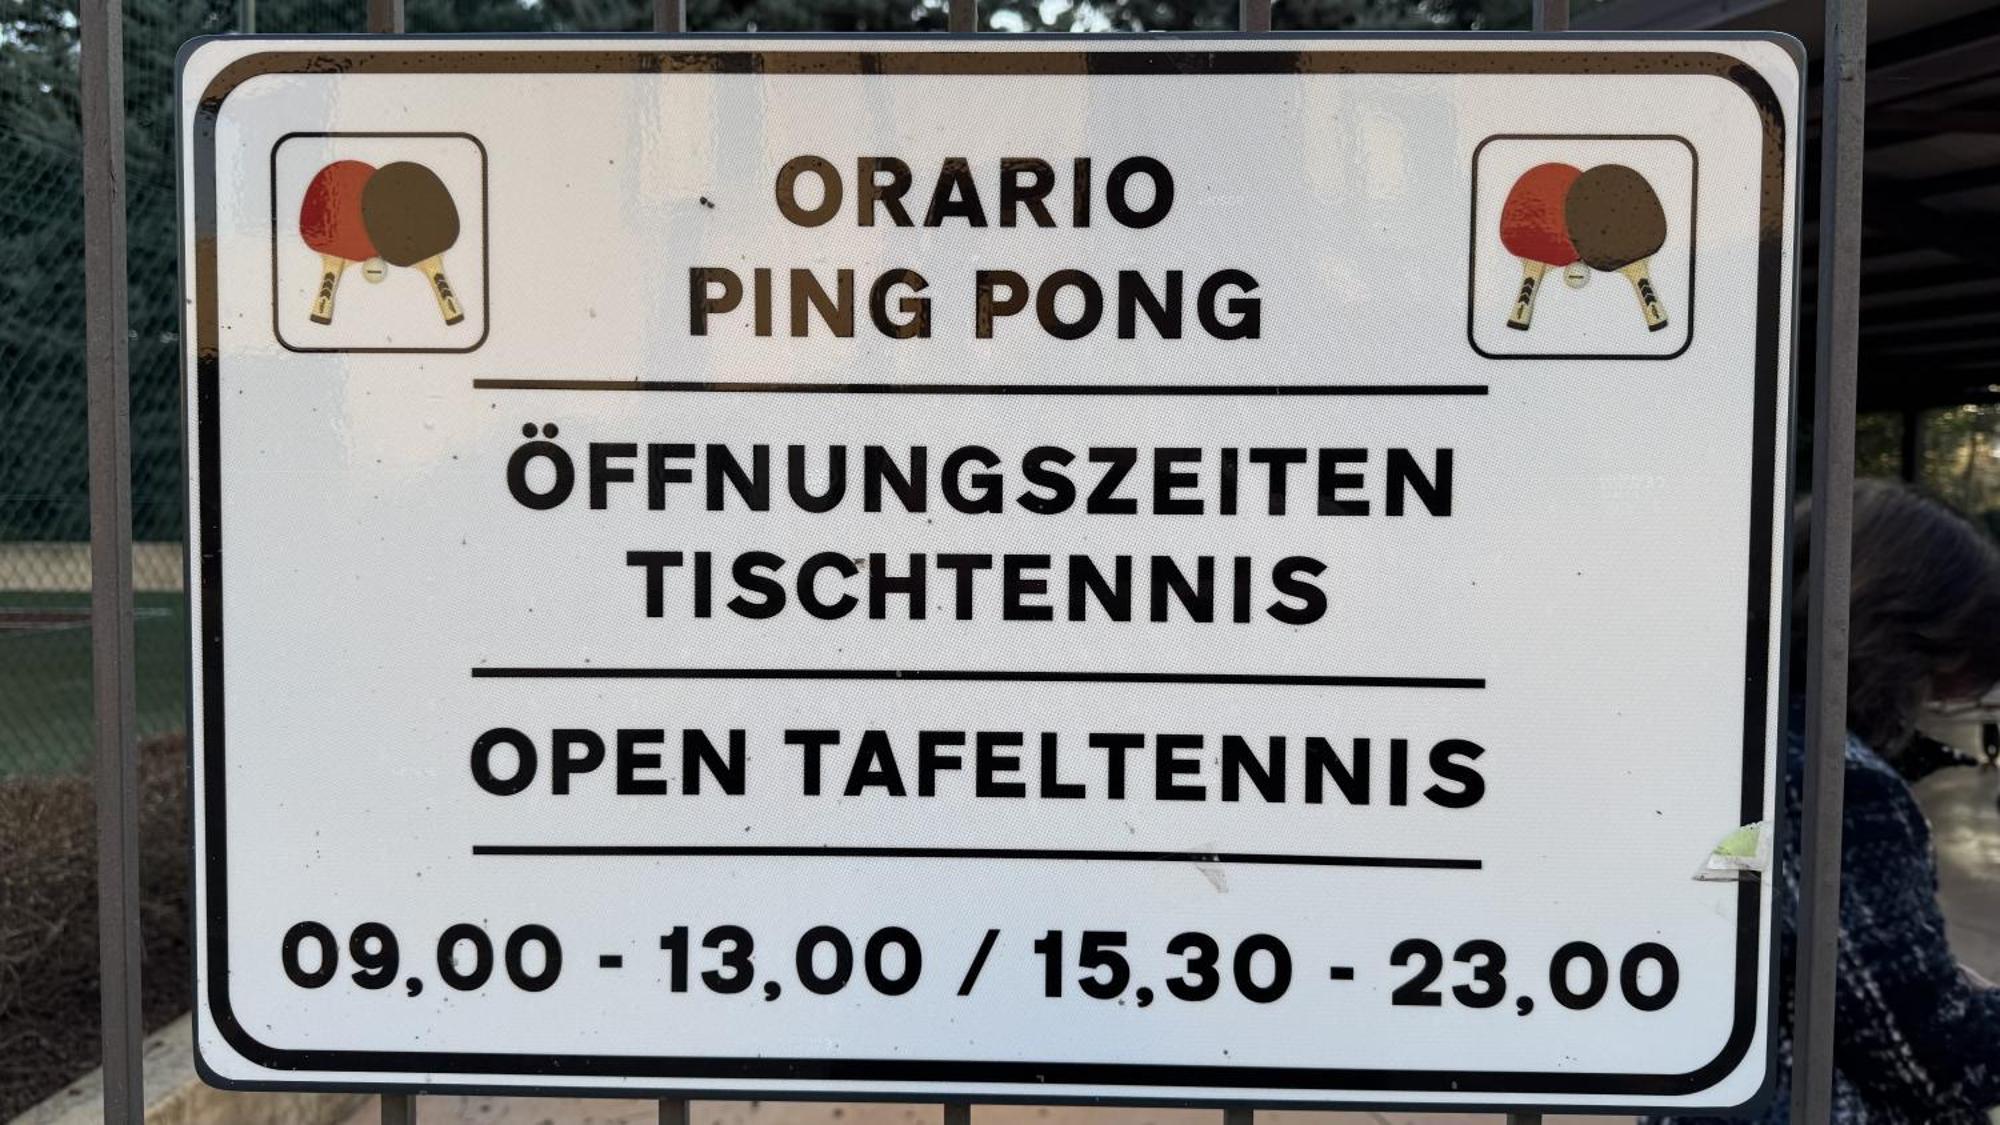 ORARIO
PING PONG
ÖFFNUNGSZEITEN
TISCHTENNIS
OPEN TAFELTENNIS
09,00 - 13,00 / 15,30 - 23,00